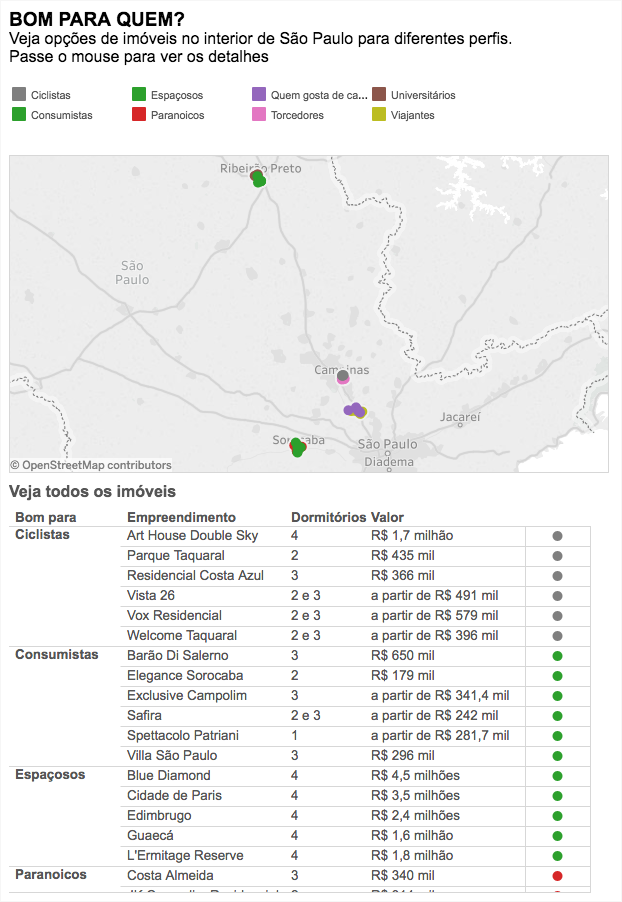 BOM PARA QUEM?
Veja opções de imóveis no interior de São Paulo para diferentes perfis.
Passe o mouse para ver os detalhes
Ciclistas Espaçosos Quem gosta de ca... Universitários
Consumistas Paranoicos Torcedores Viajantes
Ribeirão Preto
São
Paulo
Campinas
Jacareí
Sorocaba
São Paulo
Diadema
© OpenStreetMap contributors
Veja todos os imóveis
Bom para Empreendimento Dormitórios Valor
Ciclistas Art House Double Sky 4 R$ 1,7 milhão
Parque Taquaral 2 R$ 435 mil
Residencial Costa Azul 3 R$ 366 mil
Vista 26 2 e 3 a partir de R$ 491 mil
Vox Residencial 2 e 3 a partir de R$ 579 mil
Welcome Taquaral 2 e 3 a partir de R$ 396 mil
Consumistas Barão Di Salerno 3 R$ 650 mil
Elegance Sorocaba 2 R$ 179 mil
Exclusive Campolim 3 a partir de R$ 341,4 mil
Safira 2 e 3 a partir de R$ 242 mil
Spettacolo Patriani 1 a partir de R$ 281,7 mil
Villa São Paulo 3 R$ 296 mil
Espaçosos Blue Diamond 4 R$ 4,5 milhões
Cidade de Paris 4 R$ 3,5 milhões
Edimbrugo 4 R$ 2,4 milhões
Guaecá 4 R$ 1,6 milhão
L'Ermitage Reserve 4 R$ 1,8 milhão
Paranoicos Costa Almeida 3 R$ 340 mil